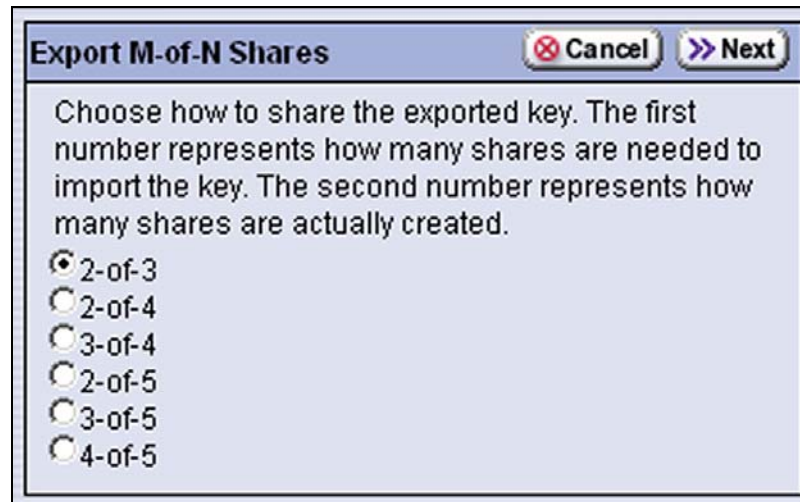 Export M-of-N Shares Cancel Next
Choose how to share the exported key. The first
number represents how many shares are needed to
import the key. The second number represents how
many shares are actually created.
2-of-3
2-of-4
3-of-4
2-of-5
3-of-5
4-of-5